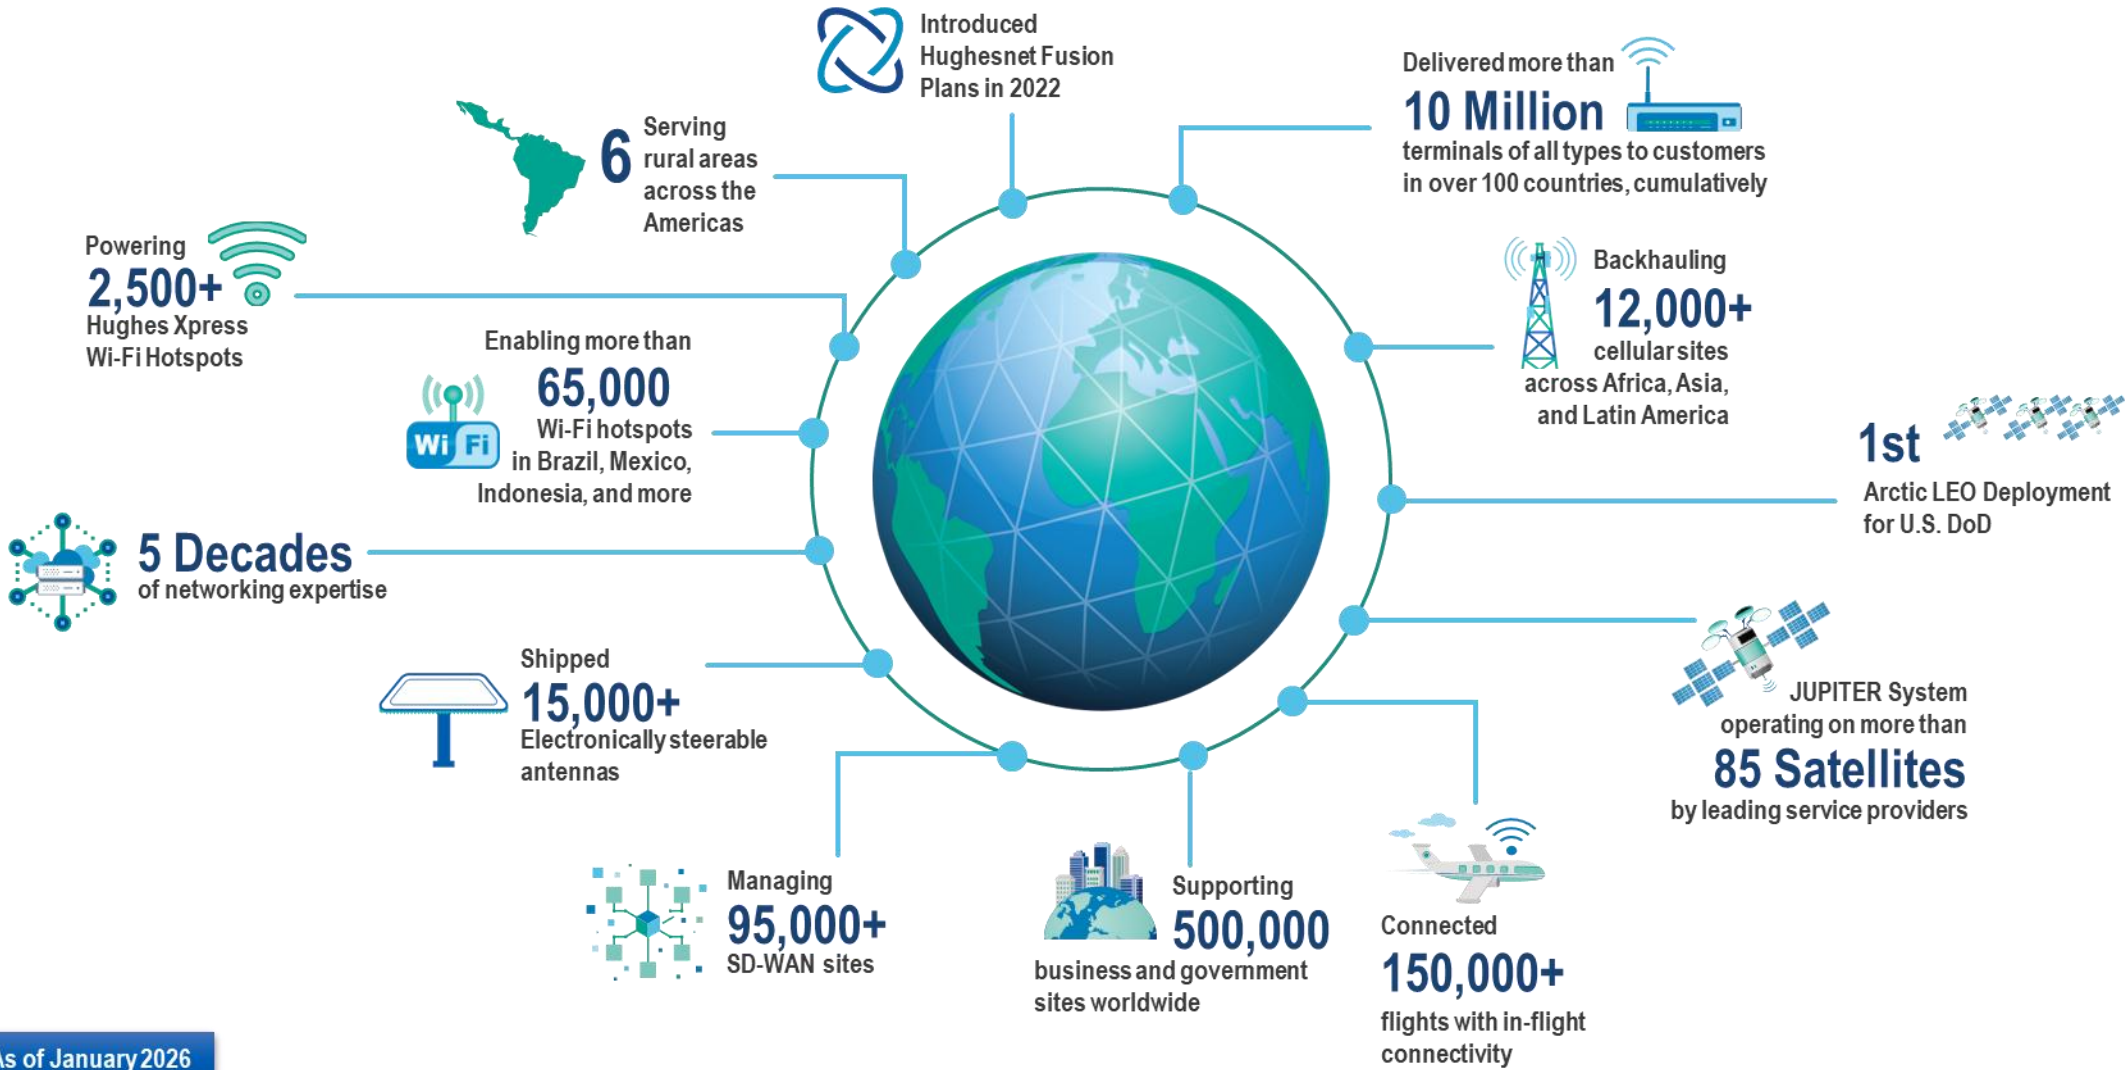 Introduced
Hughesnet Fusion
Plans in 2022
Delivered more than
10 Million
terminals of all types to customers
in over 100 countries, cumulatively
6
Serving
rural areas
across the
Americas
Powering
2,500+
Hughes Xpress
Wi-Fi Hotspots
Backhauling
12,000+
cellular sites
across Africa, Asia,
and Latin America
Enabling more than
65,000
Wi-Fi hotspots
in Brazil, Mexico,
Indonesia, and more
Wi Fi
1st
Arctic LEO Deployment
for U.S. DoD
5 Decades
of networking expertise
Shipped
15,000+
Electronically steerable
antennas
JUPITER System
operating on more than
85 Satellites
by leading service providers
Managing
95,000+
SD-WAN sites
Supporting
500,000
business and government
sites worldwide
Connected
150,000+
flights with in-flight
connectivity
As of January 2026